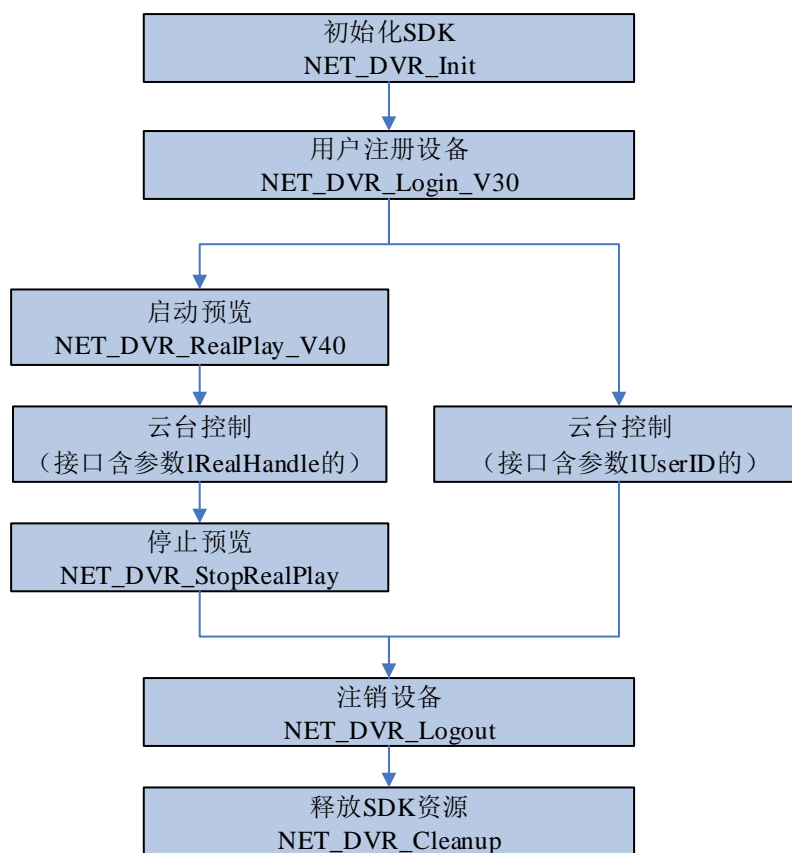 初始化SDK
NET_DVR_Init
用户注册设备
NET_DVR_Login_V30
启动预览
NET_DVR_RealPlay_V40
云台控制
（接口含参数lRealHandle的）
云台控制
（接口含参数lUserID的）
停止预览
NET_DVR_StopRealPlay
注销设备
NET_DVR_Logout
释放SDK资源
NET_DVR_Cleanup